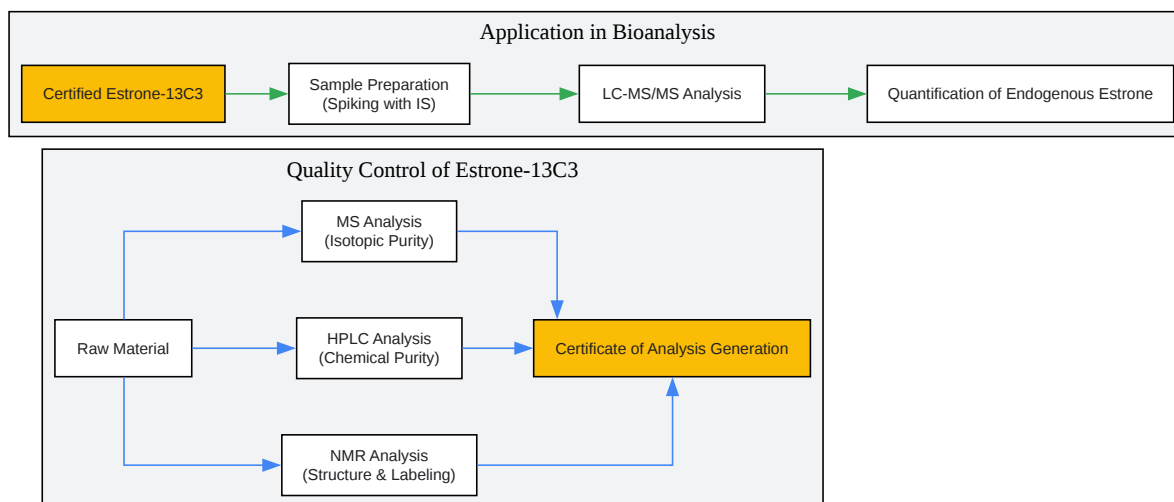 Application in Bioanalysis
Certified Estrone-13C3
Sample Preparation
(Spiking with IS)
LC-MS/MS Analysis
Quantification of Endogenous Estrone
Quality Control of Estrone-13C3
MS Analysis
(Isotopic Purity)
Raw Material
HPLC Analysis
(Chemical Purity)
Certificate of Analysis Generation
NMR Analysis
(Structure & Labeling)